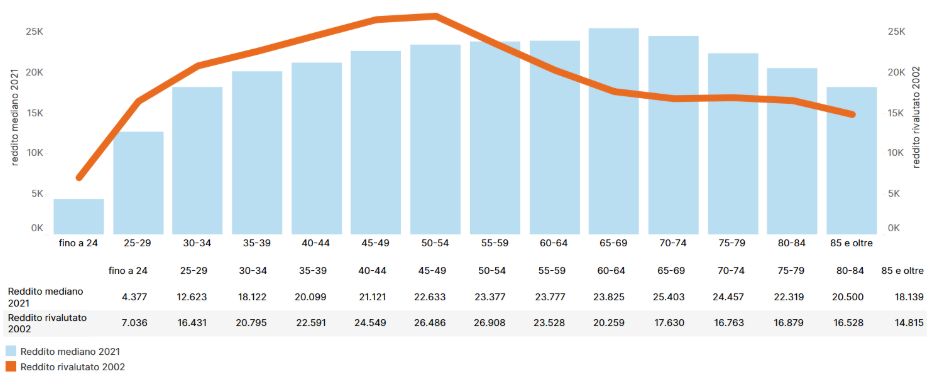 25K 25K
20K 20K
15K 15K
10K 10K
5K 5K
0K 0K
reddito mediano 2021
reddito rivalutato 2002
fino a 24 25-29 30-34 35-39 40-44 45-49 50-54 55-59 60-64 65-69 70-74 75-79 80-84 85 e oltre
fino a 24 25-29 30-34 35-39 40-44 45-49 50-54 55-59 60-64 65-69 70-74 75-79 80-84 85 e oltre
Reddito mediano
2021 4.377 12.623 18.122 20.099 21.121 22.633 23.377 23.777 23.825 25.403 24.457 22.319 20.500 18.139
Reddito rivalutato
2002 7.036 16.431 20.795 22.591 24.549 26.486 26.908 23.528 20.259 17.630 16.763 16.879 16.528 14.815
Reddito mediano 2021
Reddito rivalutato 2002